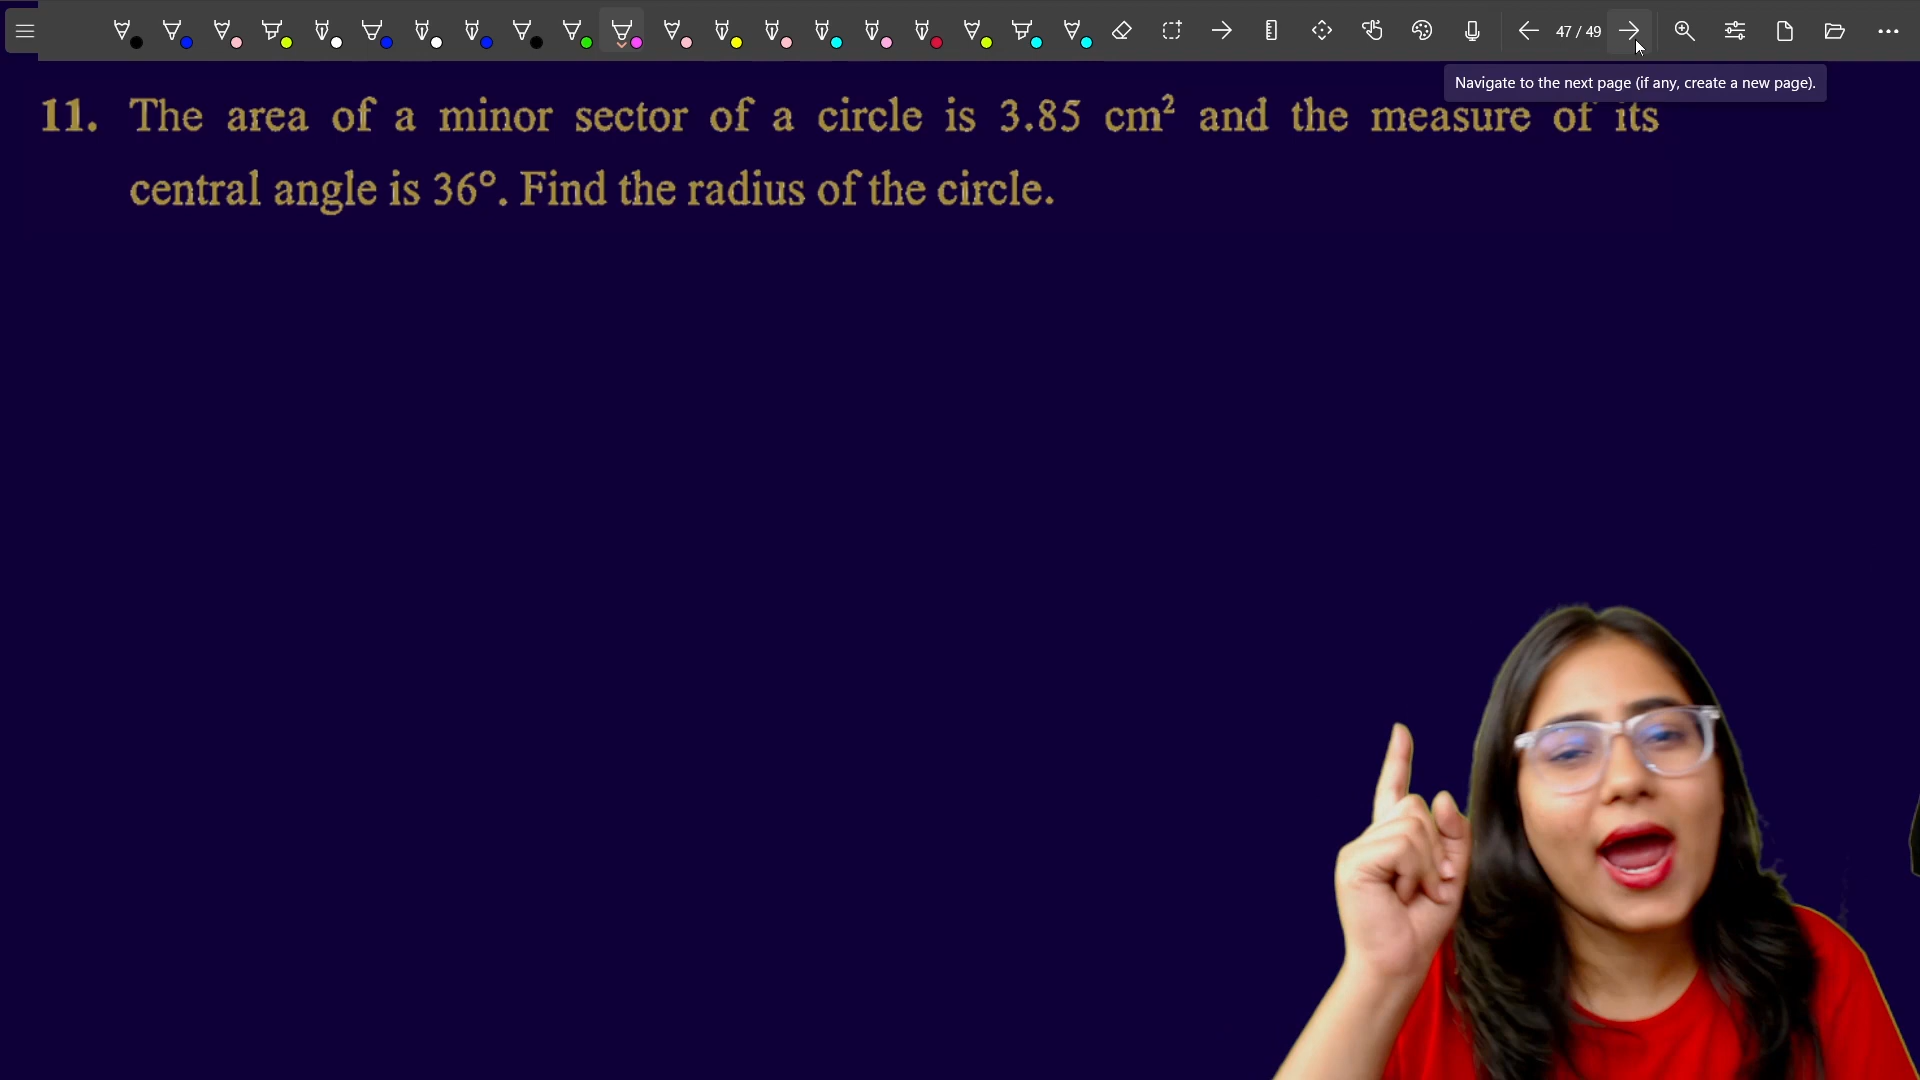 47 / 49
Navigate to the next page (if any, create a new page).
11. The area of a minor sector of a circle is 3.85 cm² and the measure of its
central angle is 36°. Find the radius of the circle.